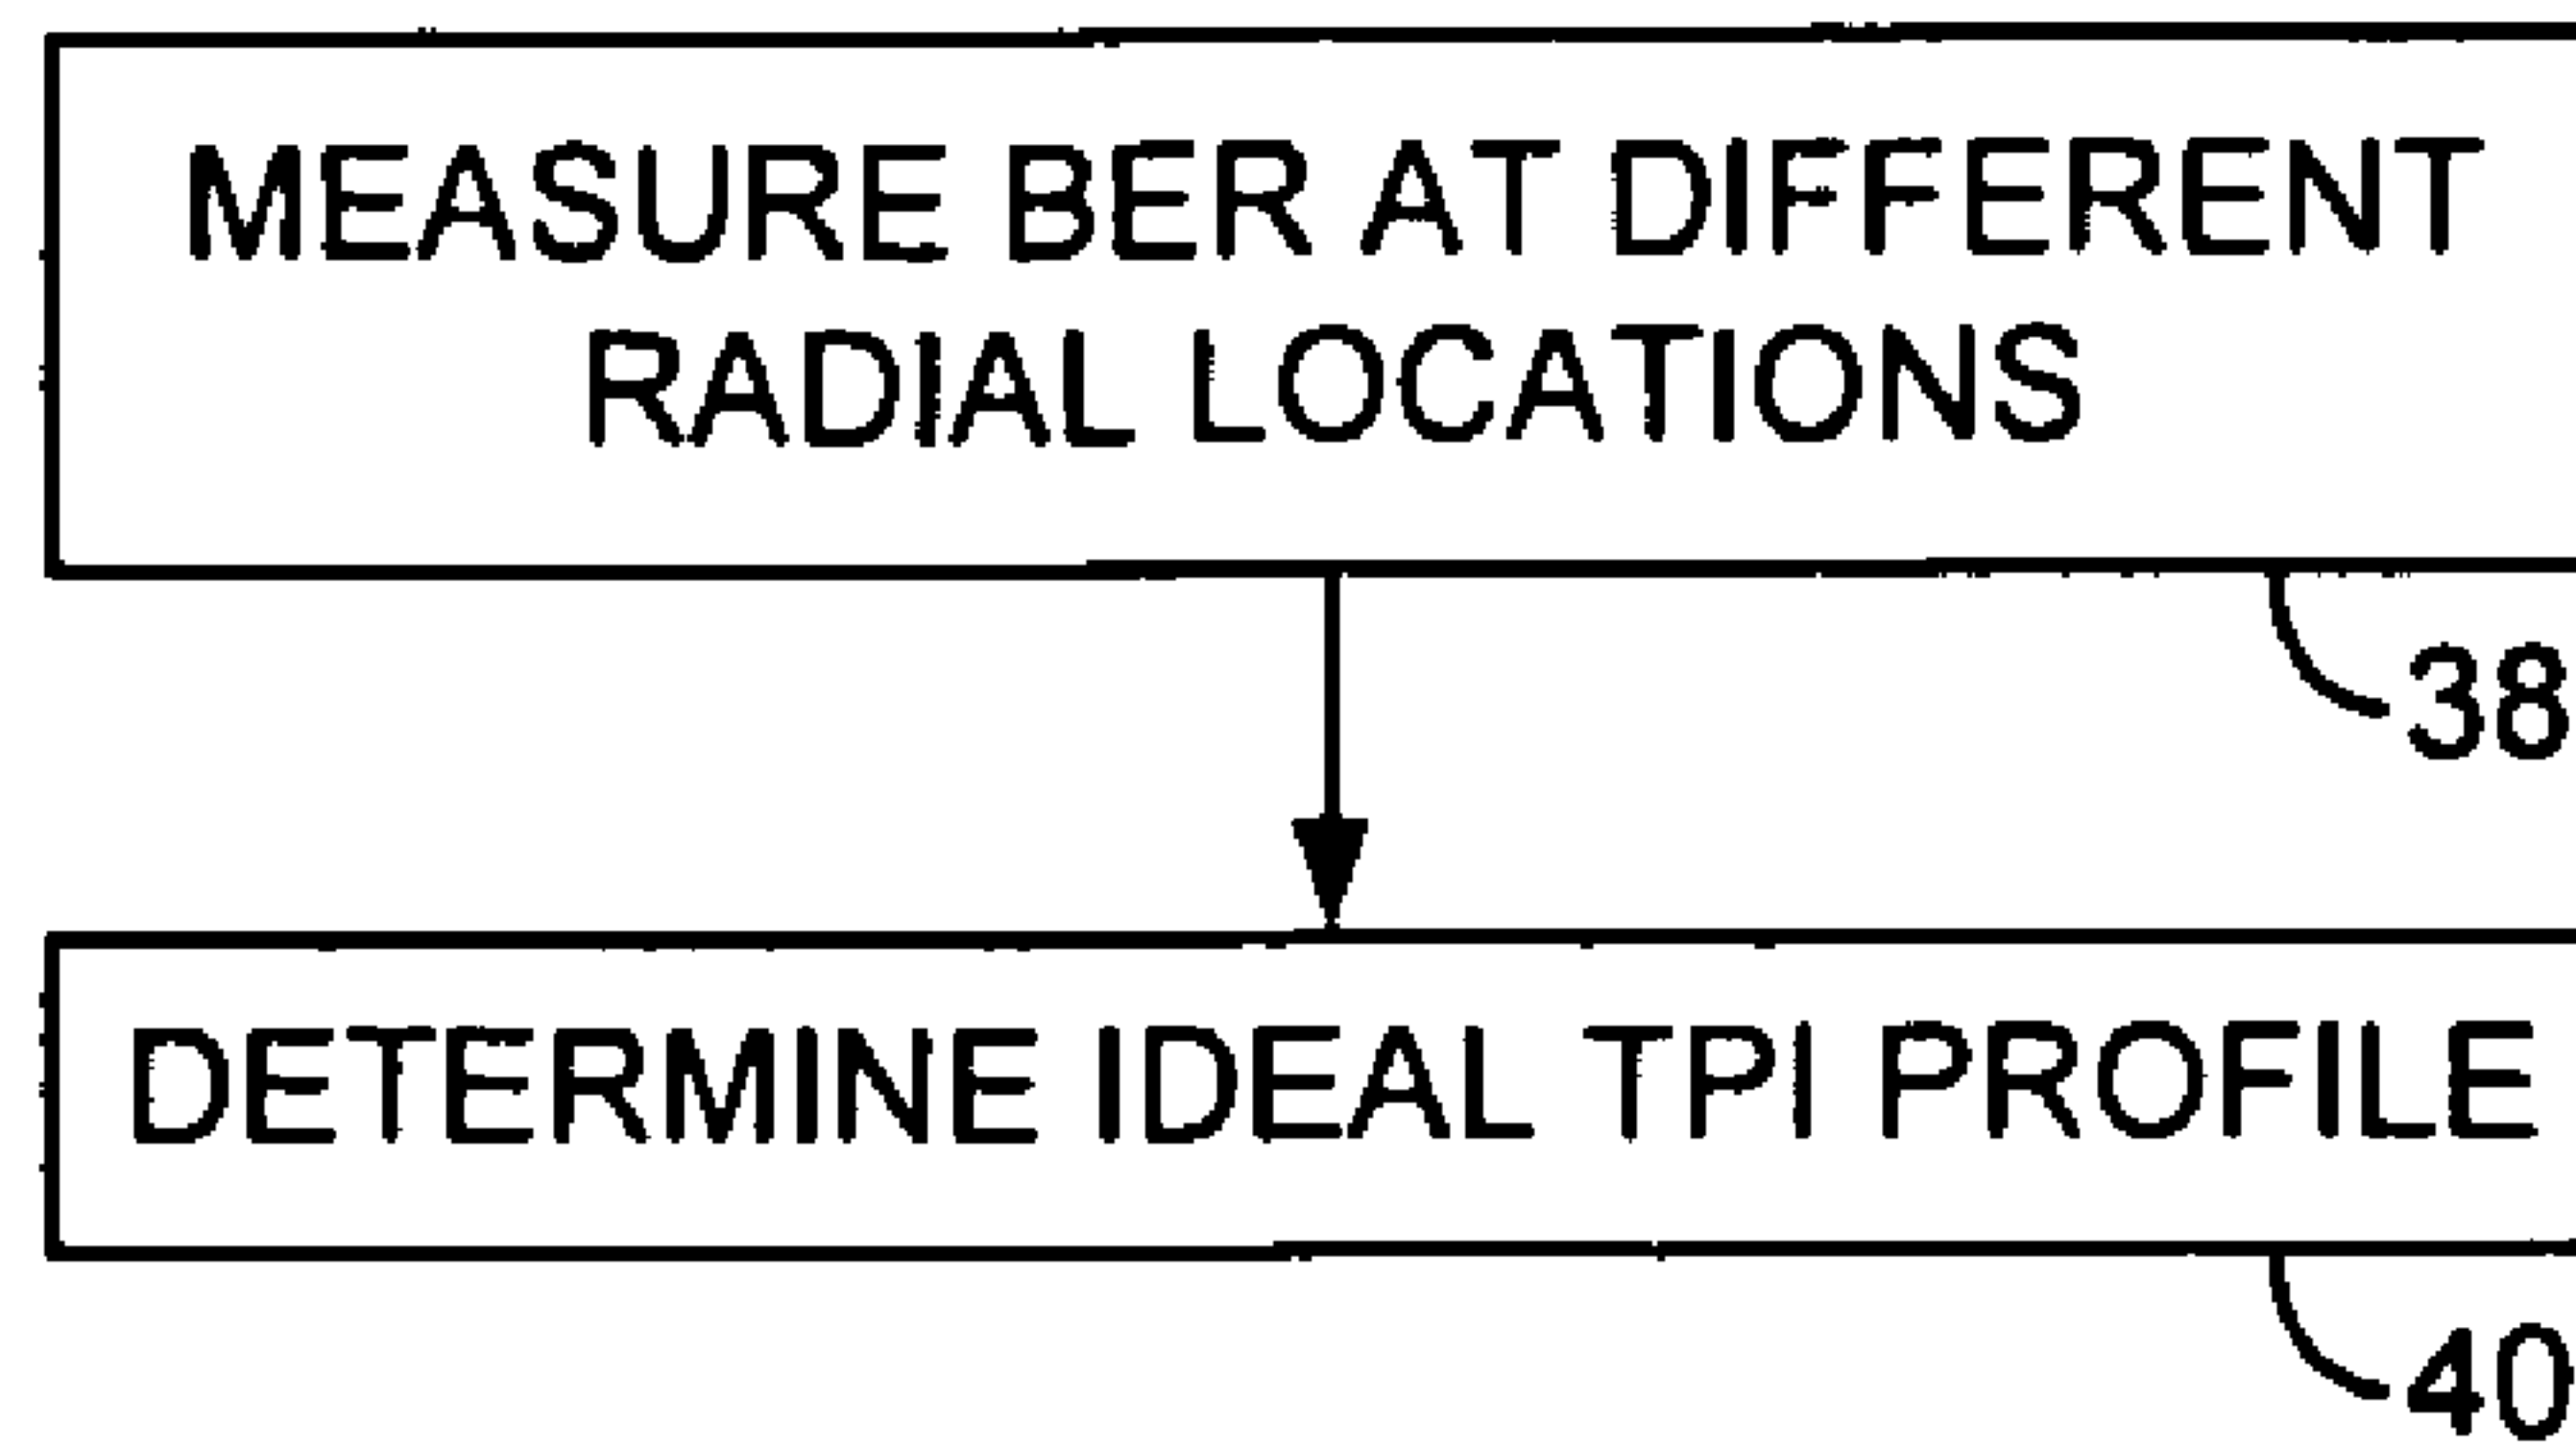 MEASURE BER AT DIFFERENT
RADIAL LOCATIONS
38
DETERMINE IDEAL TPI PROFILE
40